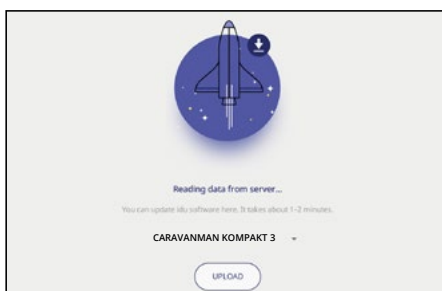 Reading data from server...
You can update idu software here. It takes about 1-2 minutes.
CARAVANMAN KOMPAKT 3
UPLOAD